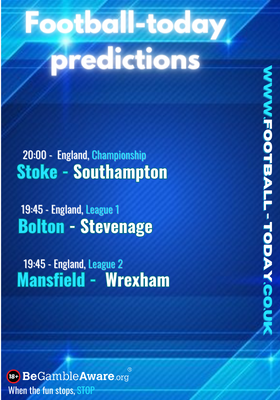 Football-today
predictions
20:00 - England, Championship
Stoke - Southampton
19:45 - England, League 1
Bolton - Stevenage
19:45 - England, League 2
Mansfield - Wrexham
WWW.FOOTBALL-TODAY.CO.UK
18+ BeGambleAware.org®
When the fun stops, STOP